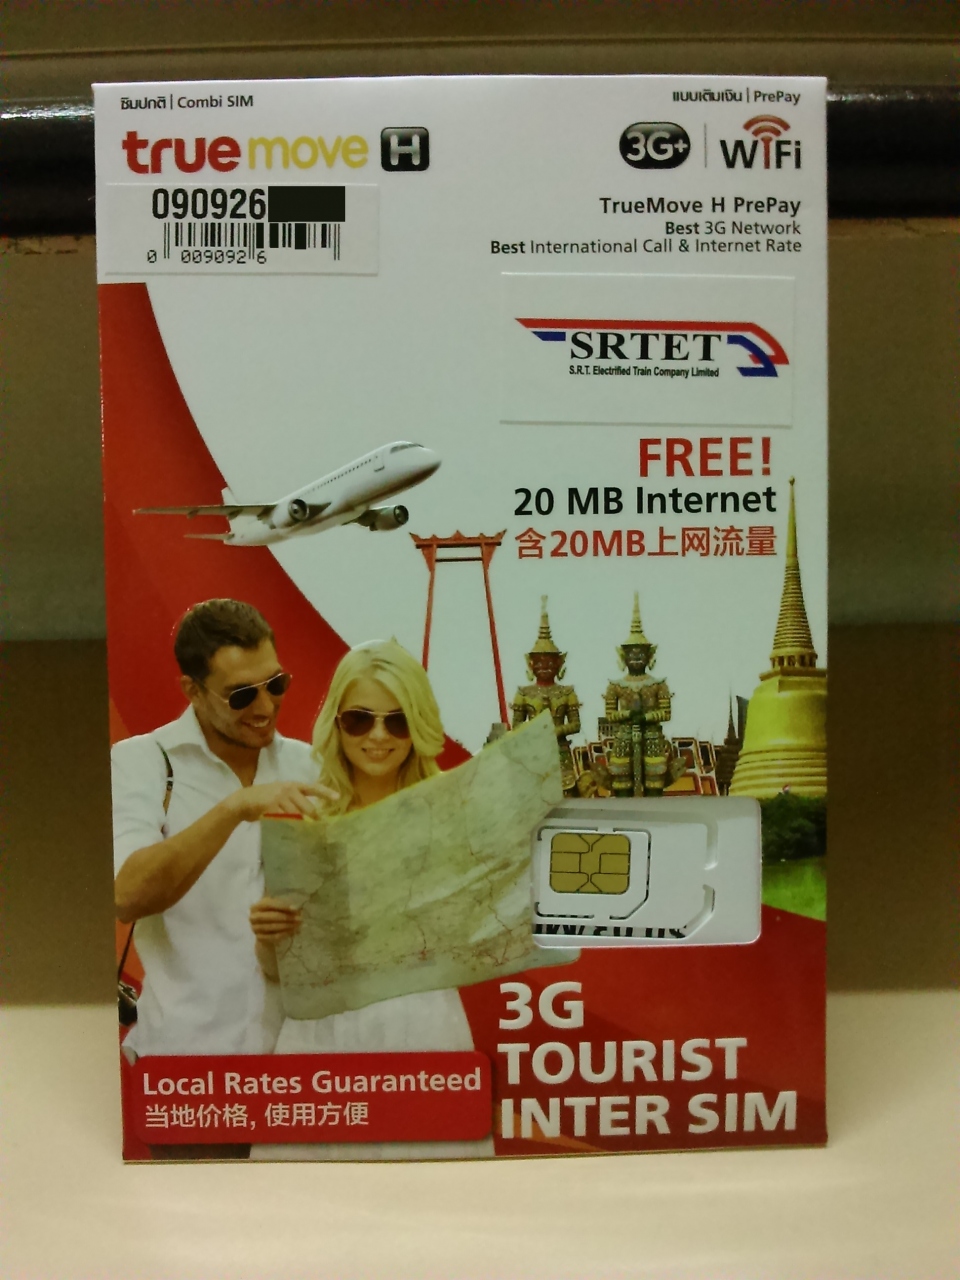 ซิมปกติ | Combi SIM
แบบเติมเงิน | PrePay
true move H
3G+ | WiFi
090926
0 009092 6
TrueMove H PrePay
Best 3G Network
Best International Call & Internet Rate
SRTET
S.R.T. Electrified Train Company Limited
FREE!
20 MB Internet
含20MB上网流量
3G
TOURIST
INTER SIM
Local Rates Guaranteed
当地价格, 使用方便